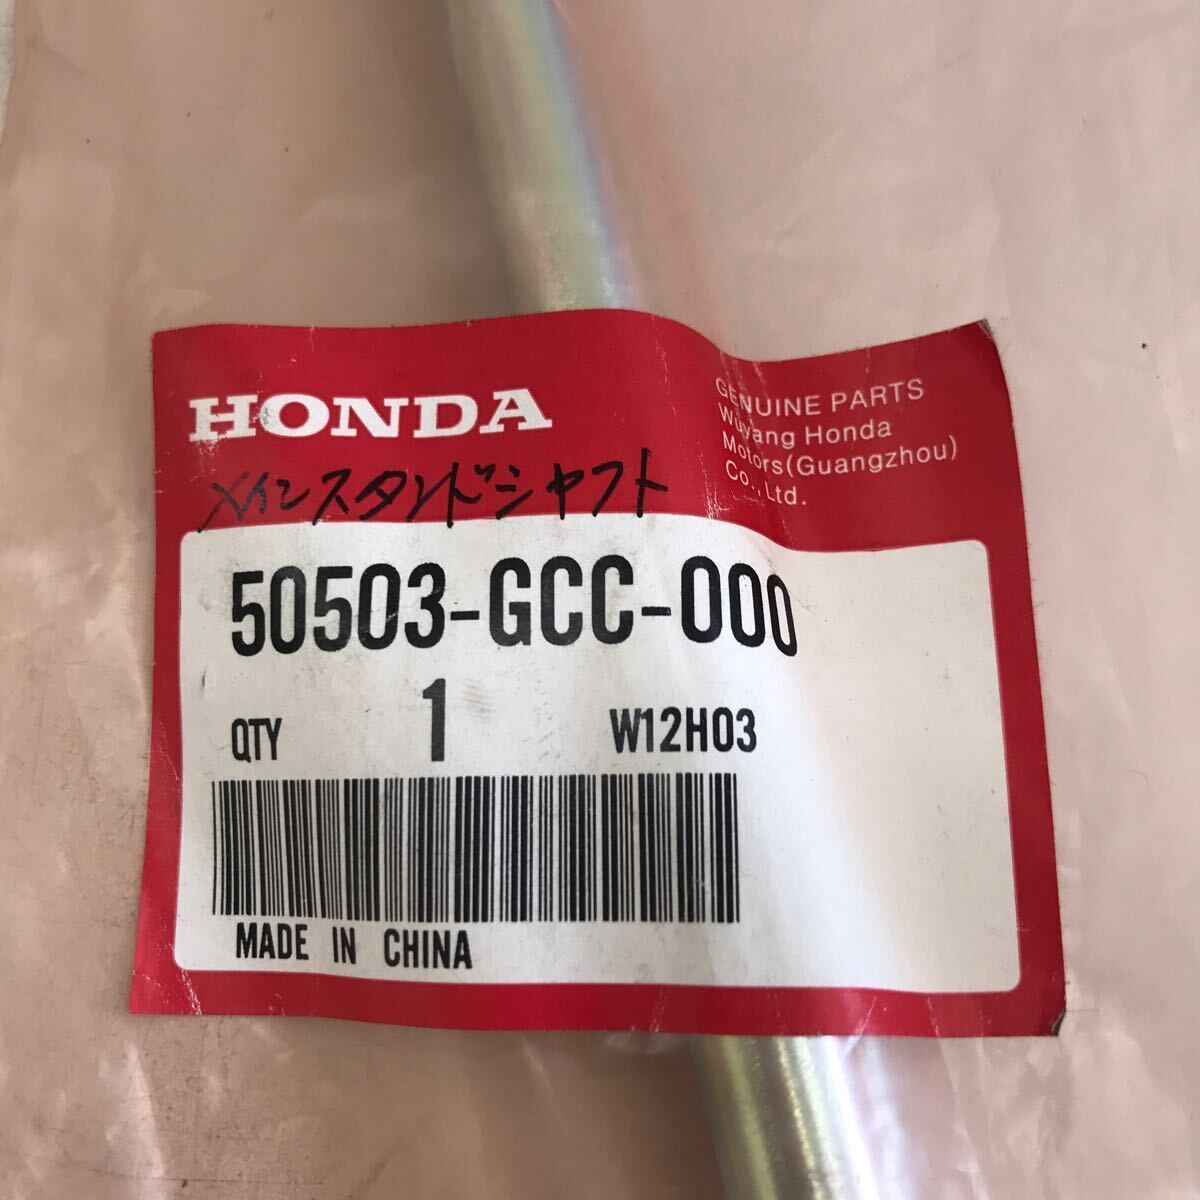 HONDA
GENUINE PARTS
Wuyang Honda
Motors(Guangzhou)
Co.,Ltd.
メインスタンドシャフト
50503-GCC-000
QTY 1 W12H03
MADE IN CHINA